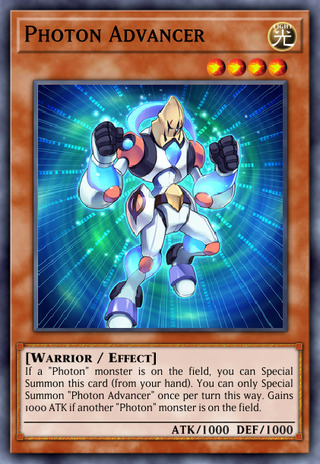 PHOTON ADVANCER
LIGHT
光
[WARRIOR / EFFECT]
If a "Photon" monster is on the field, you can Special
Summon this card (from your hand). You can only Special
Summon "Photon Advancer" once per turn this way. Gains
1000 ATK if another "Photon" monster is on the field.
ATK/1000 DEF/1000